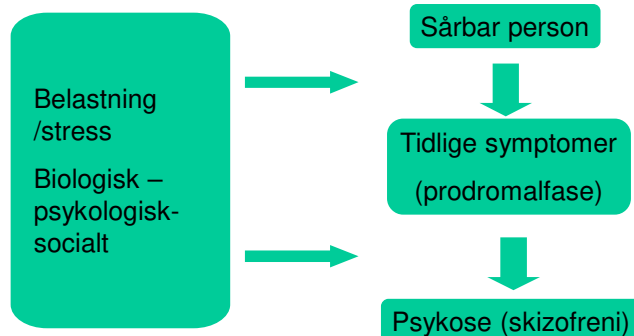 Belastning
/stress
Biologisk –
psykologisk-
socialt
Sårbar person
Tidlige symptomer
(prodromalfase)
Psykose (skizofreni)